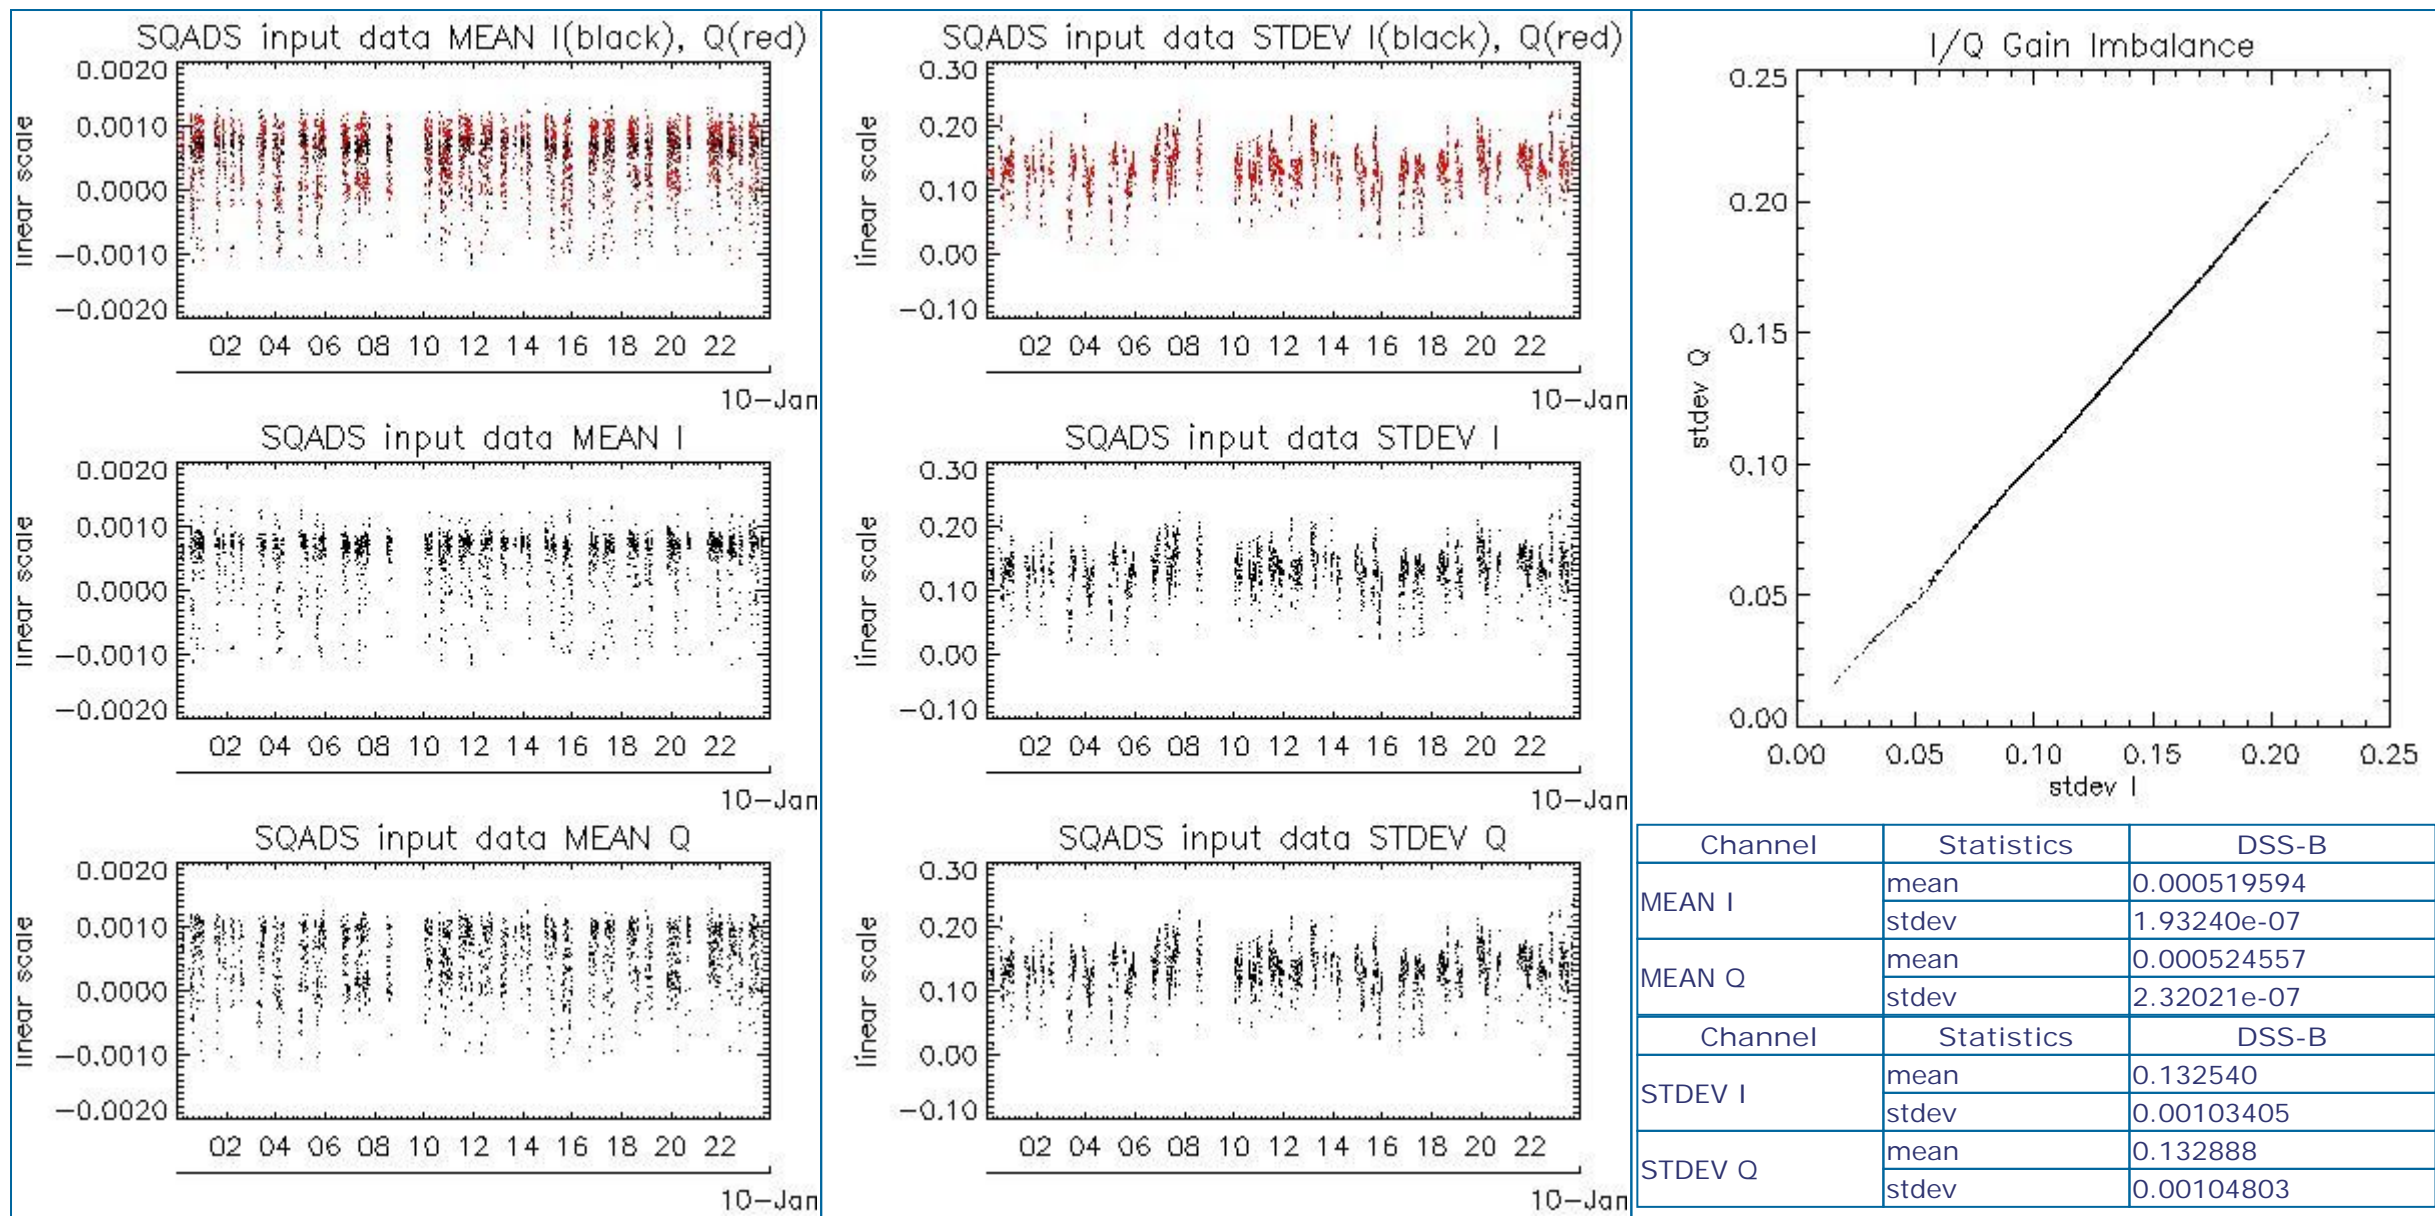 SQADS input data MEAN I(black), Q(red)
0.0020
0.0010
0.0000
-0.0010
-0.0020
linear scale
02 04 06 08 10 12 14 16 18 20 22
10-Jan
SQADS input data MEAN I
0.0020
0.0010
0.0000
-0.0010
-0.0020
linear scale
02 04 06 08 10 12 14 16 18 20 22
10-Jan
SQADS input data MEAN Q
0.0020
0.0010
0.0000
-0.0010
-0.0020
linear scale
02 04 06 08 10 12 14 16 18 20 22
10-Jan
SQADS input data STDEV I(black), Q(red)
0.30
0.20
0.10
0.00
-0.10
linear scale
02 04 06 08 10 12 14 16 18 20 22
10-Jan
SQADS input data STDEV I
0.30
0.20
0.10
0.00
-0.10
linear scale
02 04 06 08 10 12 14 16 18 20 22
10-Jan
SQADS input data STDEV Q
0.30
0.20
0.10
0.00
-0.10
linear scale
02 04 06 08 10 12 14 16 18 20 22
10-Jan
I/Q Gain Imbalance
0.25
0.20
0.15
0.10
0.05
0.00
stdev Q
0.00 0.05 0.10 0.15 0.20 0.25
stdev I
Channel Statistics DSS-B
MEAN I
mean 0.000519594
stdev 1.93240e-07
MEAN Q
mean 0.000524557
stdev 2.32021e-07
Channel Statistics DSS-B
STDEV I
mean 0.132540
stdev 0.00103405
STDEV Q
mean 0.132888
stdev 0.00104803